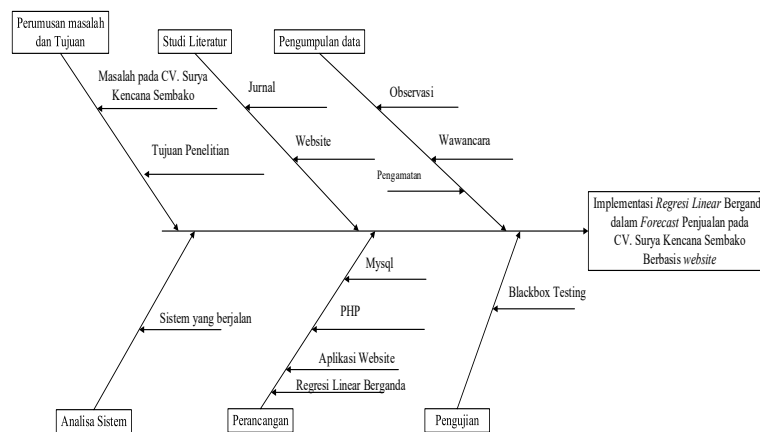 Perumusan masalah
dan Tujuan
Studi Literatur
Pengumpulan data
Masalah pada CV. Surya
Kencana Sembako
Jurnal
Observasi
Tujuan Penelitian
Website
Wawancara
Pengamatan
Implementasi Regresi Linear Bergand
dalam Forecast Penjualan pada
CV. Surya Kencana Sembako
Berbasis website
Mysql
Blackbox Testing
Sistem yang berjalan
PHP
Aplikasi Website
Regresi Linear Berganda
Analisa Sistem
Perancangan
Pengujian